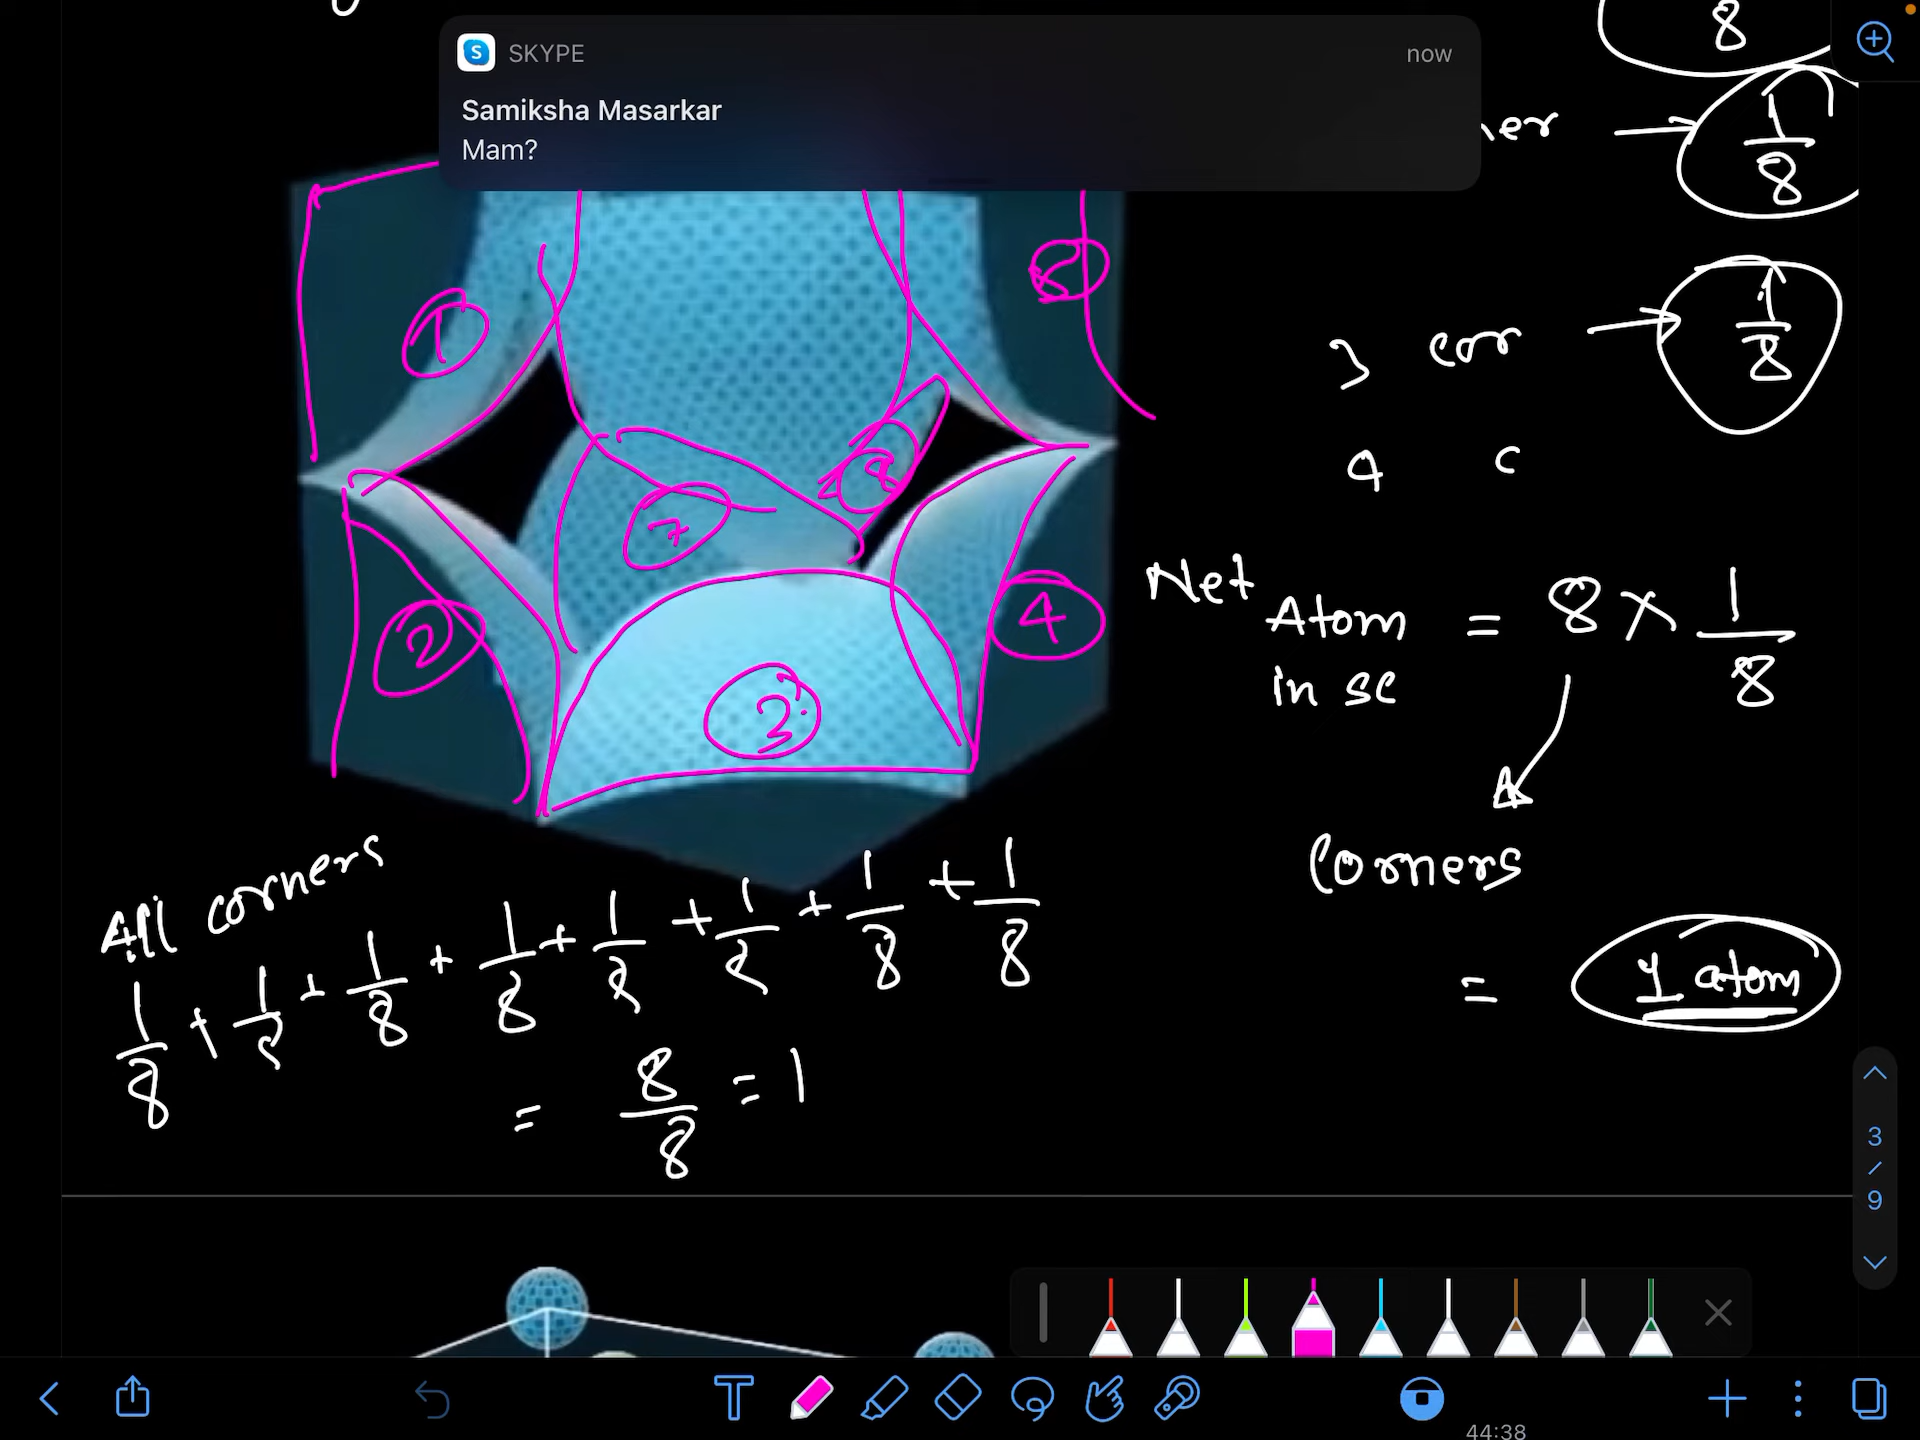 8
SKYPE now
Samiksha Masarkar
Mam?
1/8
3 cor → 1/8
4 c
1
5
2
7
8
4
3
Net Atom in sc = 8 × 1/8
Corners
= 1 atom
All corners
1/8 + 1/8 + 1/8 + 1/8 + 1/8 + 1/8 + 1/8 + 1/8
= 8/8 = 1
3
/
9
T
44:38